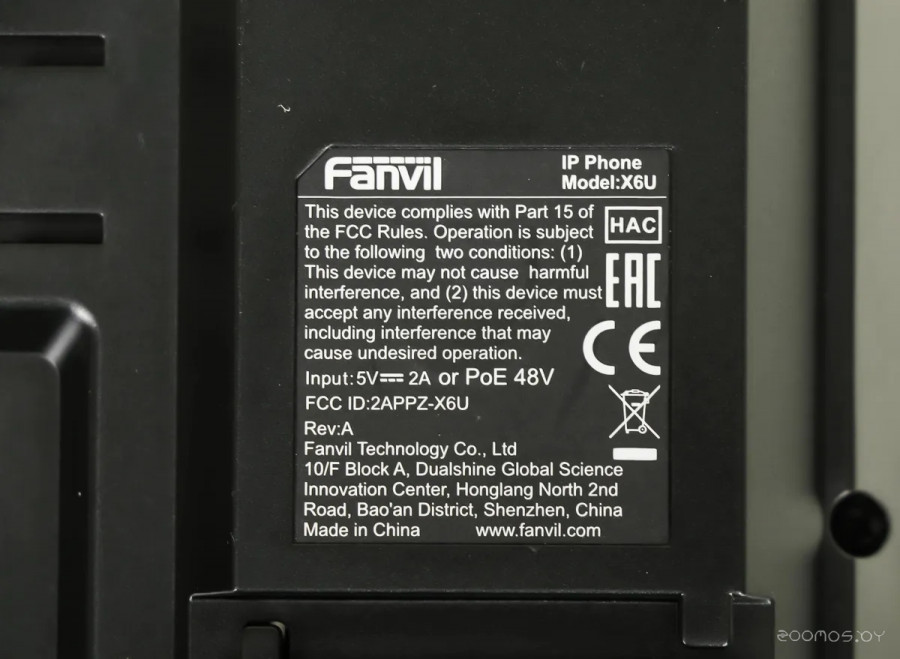 Fanvil
IP Phone
Model:X6U
This device complies with Part 15 of
the FCC Rules. Operation is subject
to the following two conditions: (1)
This device may not cause harmful
interference, and (2) this device must
accept any interference received,
including interference that may
cause undesired operation.
HAC
EAC
CE
Input:5V⎓ 2A or PoE 48V
FCC ID:2APPZ-X6U
Rev:A
Fanvil Technology Co., Ltd
10/F Block A, Dualshine Global Science
Innovation Center, Honglang North 2nd
Road, Bao'an District, Shenzhen, China
Made in China www.fanvil.com
zoomos.by